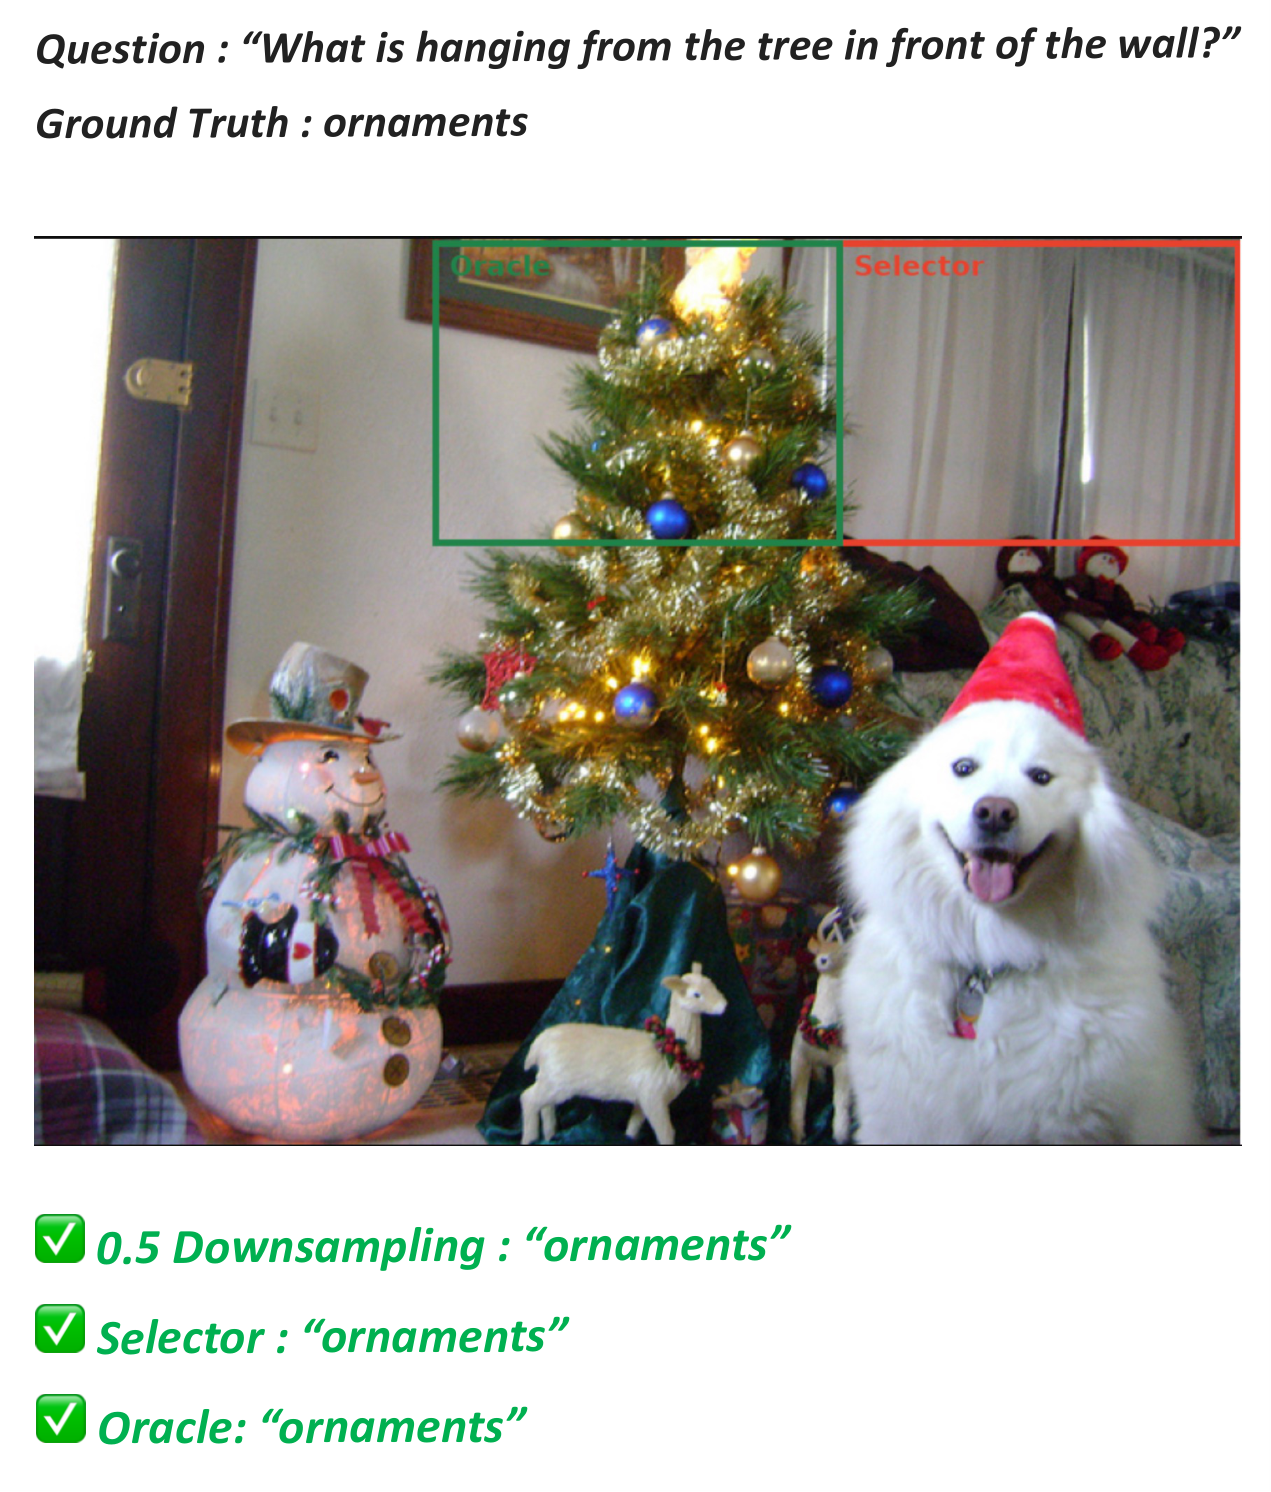 Question : “What is hanging from the tree in front of the wall?”
Ground Truth : ornaments
Oracle
Selector
✅ 0.5 Downsampling : “ornaments”
✅ Selector : “ornaments”
✅ Oracle: “ornaments”